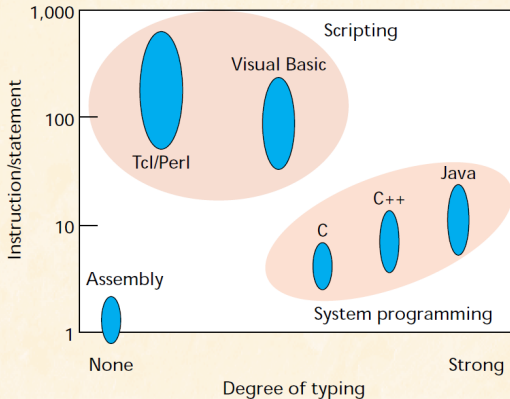 1,000
Scripting
Visual Basic
100
Tcl/Perl
Instruction/statement
Java
C++
C
10
Assembly
System programming
1
None
Strong
Degree of typing